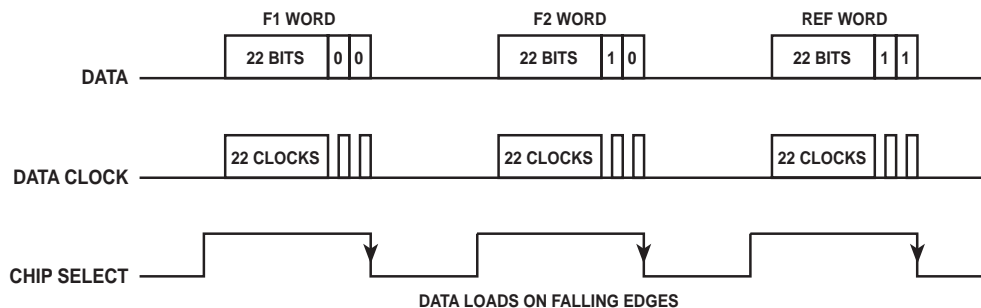 F1 WORD F2 WORD REF WORD
DATA 22 BITS 0 0 22 BITS 1 0 22 BITS 1 1
DATA CLOCK 22 CLOCKS 22 CLOCKS 22 CLOCKS
CHIP SELECT
DATA LOADS ON FALLING EDGES